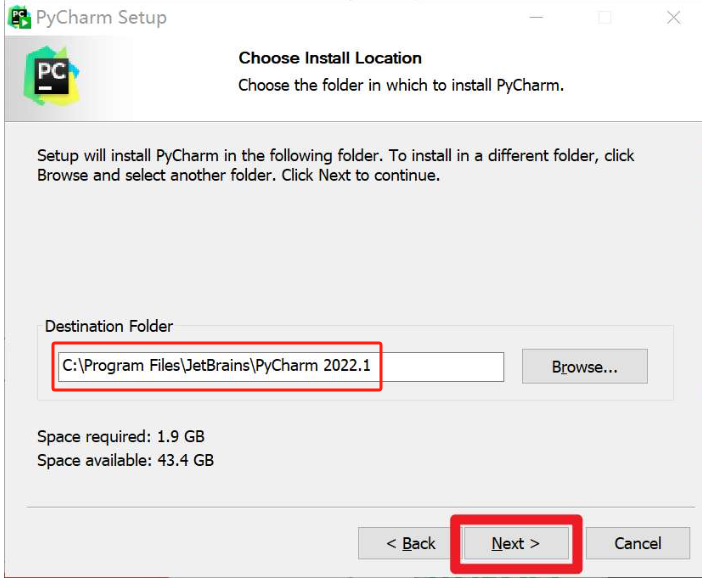 PyCharm Setup
PC
Choose Install Location
Choose the folder in which to install PyCharm.
Setup will install PyCharm in the following folder. To install in a different folder, click
Browse and select another folder. Click Next to continue.
Destination Folder
C:\Program Files\JetBrains\PyCharm 2022.1
Browse...
Space required: 1.9 GB
Space available: 43.4 GB
< Back
Next >
Cancel